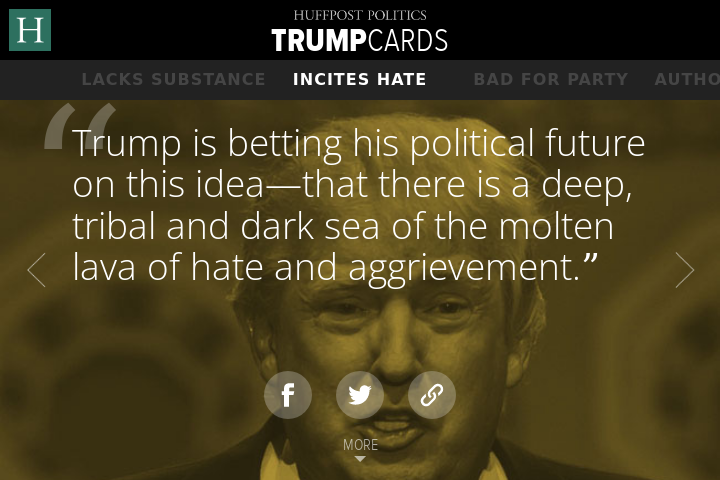 H
HUFFPOST POLITICS
TRUMPCARDS
LACKS SUBSTANCE INCITES HATE BAD FOR PARTY AUTHO
“Trump is betting his political future
on this idea—that there is a deep,
tribal and dark sea of the molten
lava of hate and aggrievement.”
MORE